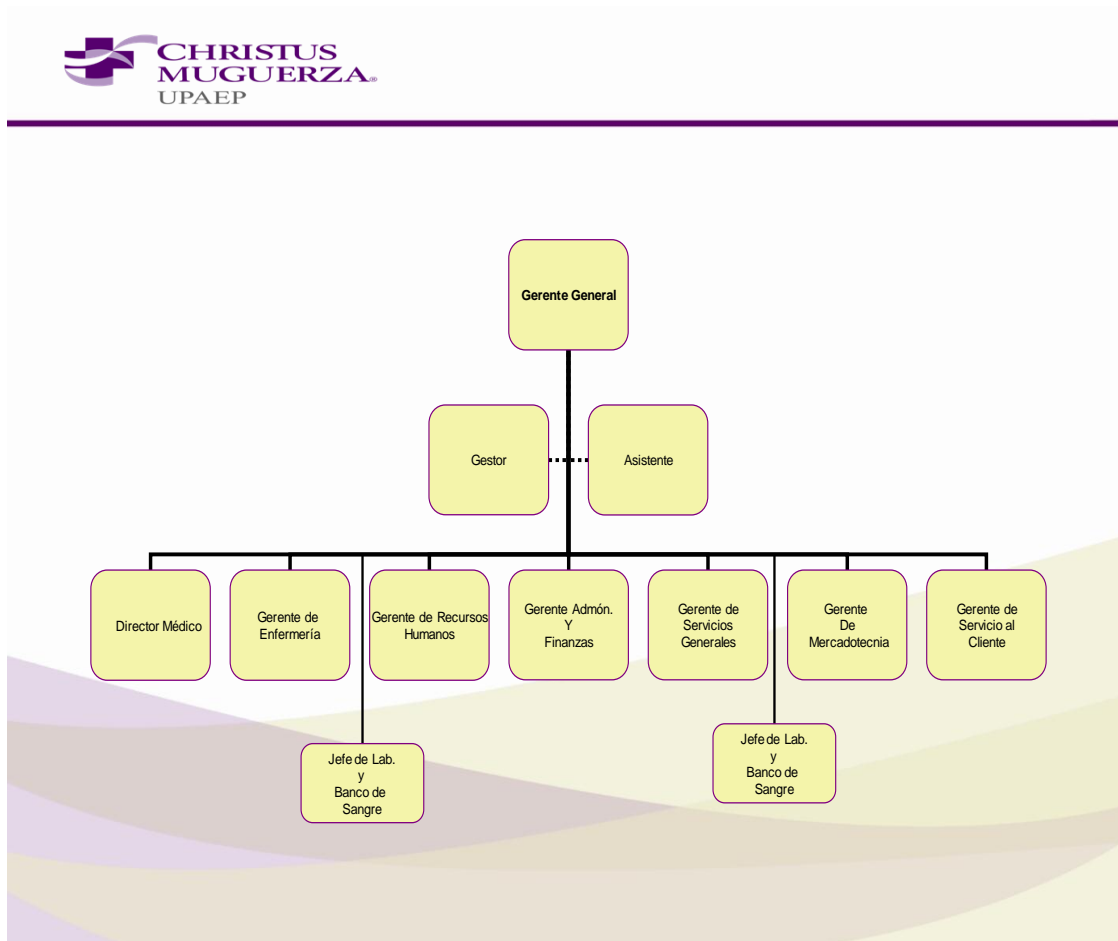 CHRISTUS
MUGUERZA®
UPAEP
Gerente General
Gestor
Asistente
Director Médico
Gerente de
Enfermería
Gerente de Recursos
Humanos
Gerente Admón.
Y
Finanzas
Gerente de
Servicios
Generales
Gerente
De
Mercadotecnia
Gerente de
Servicio al
Cliente
Jefe de Lab.
y
Banco de
Sangre
Jefe de Lab.
y
Banco de
Sangre